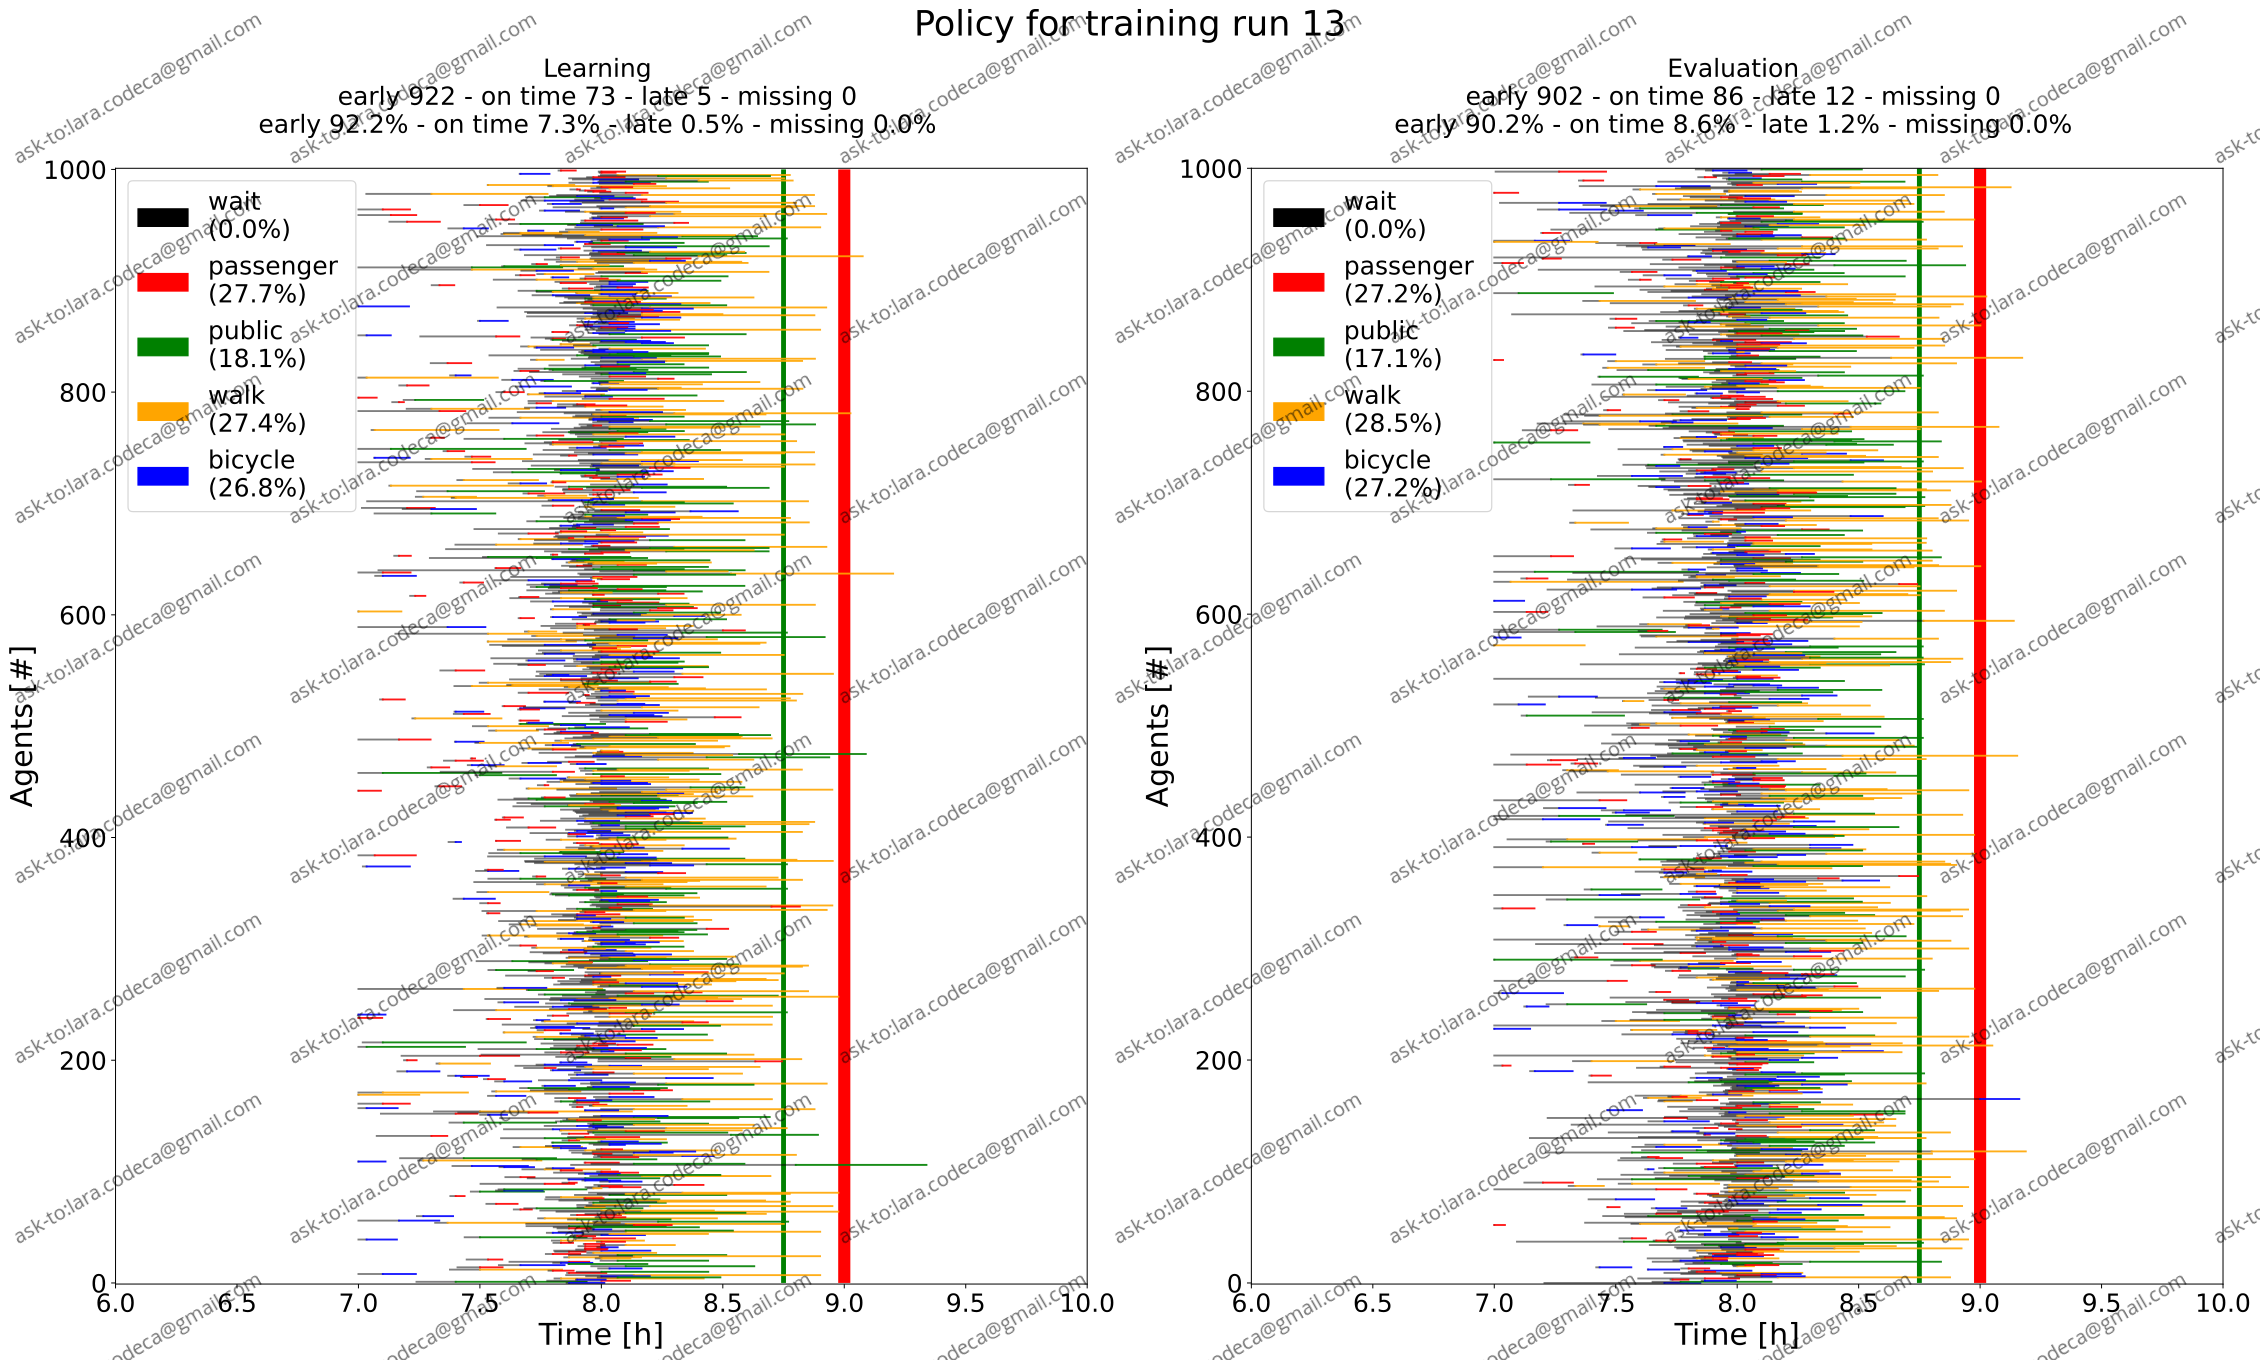 Policy for training run 13
Learning
early 922 - on time 73 - late 5 - missing 0
early 92.2% - on time 7.3% - late 0.5% - missing 0.0%
Agents [#]
1000
800
600
400
200
0
wait
(0.0%)
passenger
(27.7%)
public
(18.1%)
walk
(27.4%)
bicycle
(26.8%)
6.0 6.5 7.0 7.5 8.0 8.5 9.0 9.5 10.0
Time [h]
Evaluation
early 902 - on time 86 - late 12 - missing 0
early 90.2% - on time 8.6% - late 1.2% - missing 0.0%
Agents [#]
1000
800
600
400
200
0
wait
(0.0%)
passenger
(27.2%)
public
(17.1%)
walk
(28.5%)
bicycle
(27.2%)
6.0 6.5 7.0 7.5 8.0 8.5 9.0 9.5 10.0
Time [h]
ask-to:lara.codeca@gmail.com